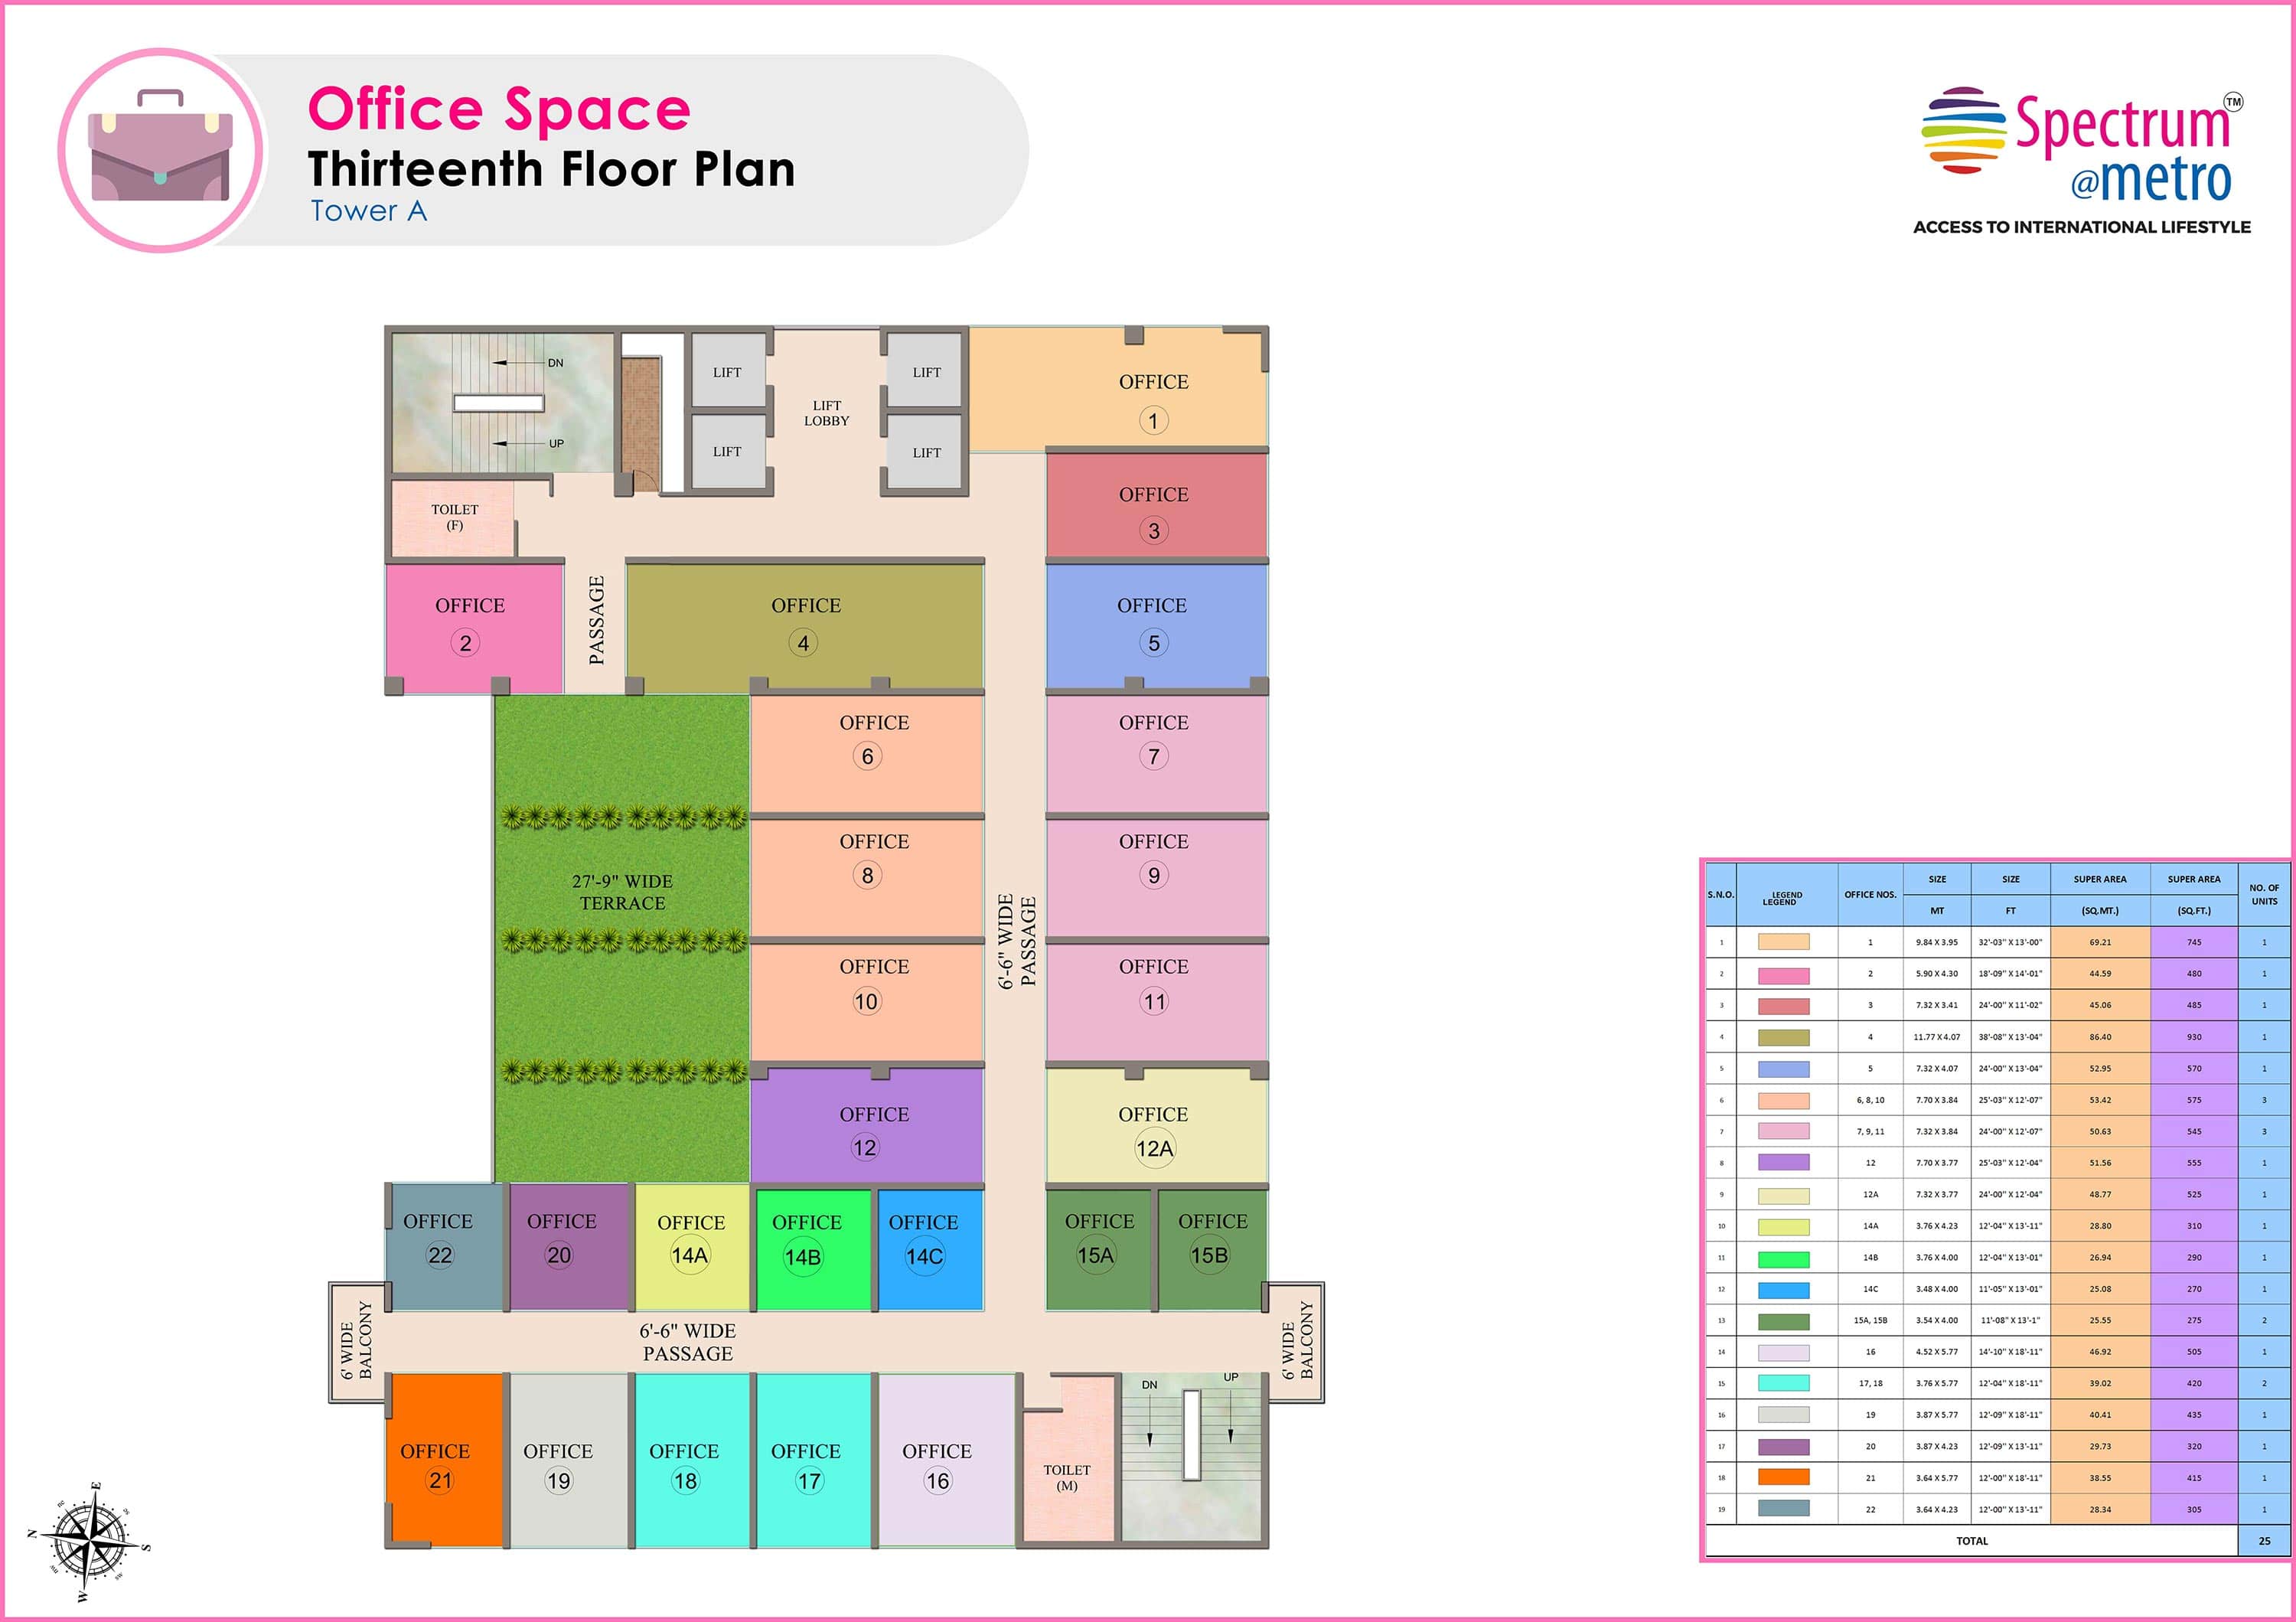 Office Space
Thirteenth Floor Plan
Tower A
Spectrum™
@metro
ACCESS TO INTERNATIONAL LIFESTYLE
DN
UP
LIFT
LIFT
LIFT
LIFT
LIFT
LOBBY
OFFICE
1
TOILET
(F)
OFFICE
3
OFFICE
2
PASSAGE
OFFICE
4
OFFICE
5
OFFICE
6
OFFICE
7
27'-9" WIDE
TERRACE
OFFICE
8
OFFICE
9
6'-6" WIDE
PASSAGE
OFFICE
10
OFFICE
11
OFFICE
12
OFFICE
12A
OFFICE
22
OFFICE
20
OFFICE
14A
OFFICE
14B
OFFICE
14C
OFFICE
15A
OFFICE
15B
6' WIDE
BALCONY
6'-6" WIDE
PASSAGE
6' WIDE
BALCONY
OFFICE
21
OFFICE
19
OFFICE
18
OFFICE
17
OFFICE
16
TOILET
(M)
DN
UP
E
N
S
W
S.N.O. LEGEND OFFICE NOS. SIZE SIZE SUPER AREA SUPER AREA NO. OF
LEGEND MT FT (SQ.MT.) (SQ.FT.) UNITS
1 1 9.84 X 3.95 32'-03" X 13'-00" 69.21 745 1
2 2 5.90 X 4.30 18'-09" X 14'-01" 44.59 480 1
3 3 7.32 X 3.41 24'-00" X 11'-02" 45.06 485 1
4 4 11.77 X 4.07 38'-08" X 13'-04" 86.40 930 1
5 5 7.32 X 4.07 24'-00" X 13'-04" 52.95 570 1
6 6, 8, 10 7.70 X 3.84 25'-03" X 12'-07" 53.42 575 3
7 7, 9, 11 7.32 X 3.84 24'-00" X 12'-07" 50.63 545 3
8 12 7.70 X 3.77 25'-03" X 12'-04" 51.56 555 1
9 12A 7.32 X 3.77 24'-00" X 12'-04" 48.77 525 1
10 14A 3.76 X 4.23 12'-04" X 13'-11" 28.80 310 1
11 14B 3.76 X 4.00 12'-04" X 13'-01" 26.94 290 1
12 14C 3.48 X 4.00 11'-05" X 13'-01" 25.08 270 1
13 15A, 15B 3.54 X 4.00 11'-08" X 13'-1" 25.55 275 2
14 16 4.52 X 5.77 14'-10" X 18'-11" 46.92 505 1
15 17, 18 3.76 X 5.77 12'-04" X 18'-11" 39.02 420 2
16 19 3.87 X 5.77 12'-09" X 18'-11" 40.41 435 1
17 20 3.87 X 4.23 12'-09" X 13'-11" 29.73 320 1
18 21 3.64 X 5.77 12'-00" X 18'-11" 38.55 415 1
19 22 3.64 X 4.23 12'-00" X 13'-11" 28.34 305 1
TOTAL 25